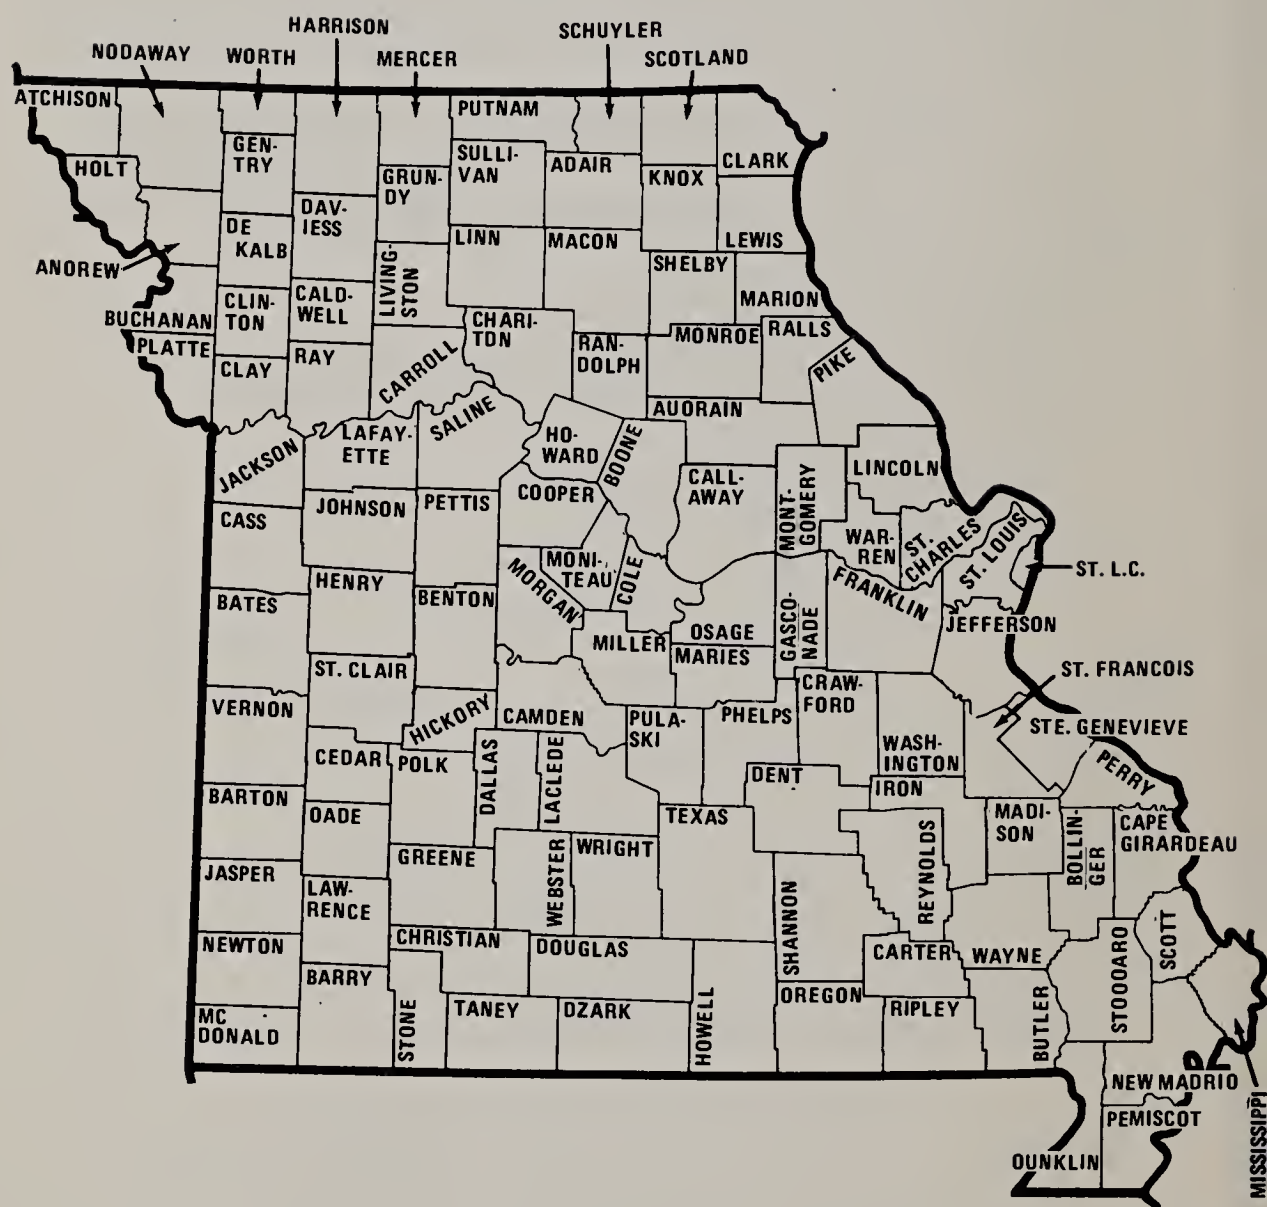 HARRISON
SCHUYLER
NODAWAY
WORTH
MERCER
SCOTLAND
ATCHISON
PUTNAM
GEN-
TRY
SULLI-
VAN
ADAIR
CLARK
HOLT
GRUN-
DY
KNOX
DAV-
IESS
DE
KALB
LINN
MACON
LEWIS
ANOREW
LIVING-
STON
SHELBY
CLIN-
TON
CALD-
WELL
MARION
BUCHANAN
CHARI-
TDN
RAN-
DOLPH
MONROE
RALLS
PLATTE
CLAY
RAY
CARROLL
PIKE
SALINE
AUORAIN
JACKSON
LAFAY-
ETTE
HO-
WARD
BOONE
CALL-
AWAY
MONT-
GOMERY
LINCOLN
CASS
JOHNSON
PETTIS
COOPER
WAR-
REN
ST.
CHARLES
ST. LOUIS
ST. L.C.
BATES
HENRY
BENTON
MORGAN
MONI-
TEAU
COLE
OSAGE
GASCO-
NADE
FRANKLIN
JEFFERSON
MILLER
MARIES
ST. CLAIR
ST. FRANCOIS
VERNON
HICKORY
CAMDEN
PULA-
SKI
PHELPS
CRAW-
FORD
WASH-
INGTON
STE. GENEVIEVE
CEDAR
POLK
DALLAS
LACLEDE
DENT
IRON
PERRY
BARTON
OADE
TEXAS
REYNOLDS
MADI-
SON
BOLLIN-
GER
CAPE
GIRARDEAU
JASPER
GREENE
WEBSTER
WRIGHT
LAW-
RENCE
SHANNON
NEWTON
CHRISTIAN
DOUGLAS
CARTER
WAYNE
STOOOARO
SCOTT
BARRY
MC
DONALD
STONE
TANEY
DZARK
HOWELL
OREGON
RIPLEY
BUTLER
NEW MADRIO
PEMISCOT
MISSISSIPPI
OUNKLIN